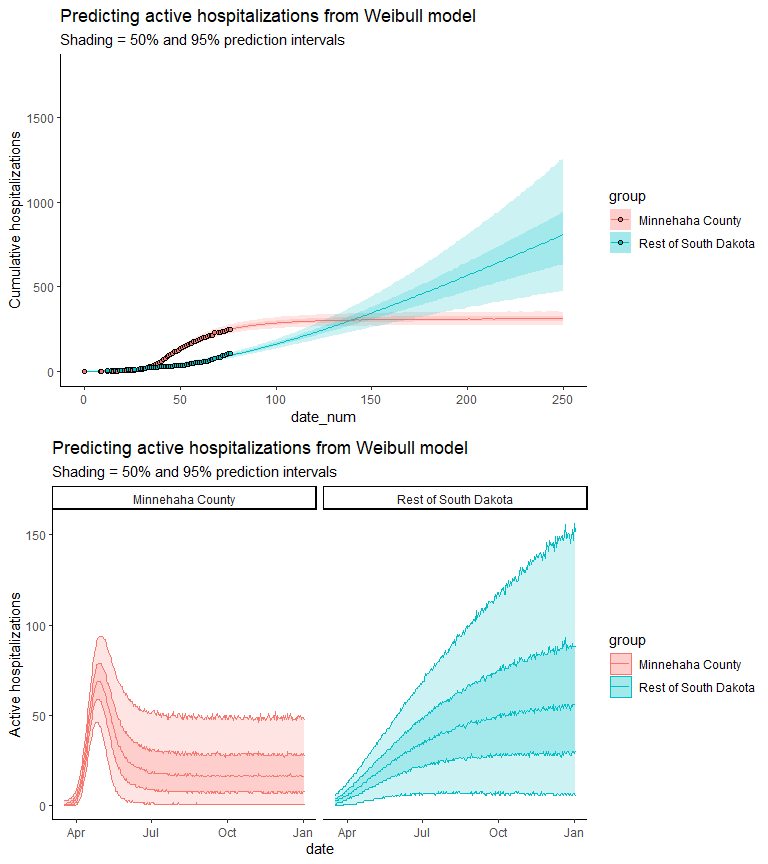 Predicting active hospitalizations from Weibull model
Shading = 50% and 95% prediction intervals
Cumulative hospitalizations
1500
1000
500
0
0 50 100 150 200 250
date_num
group
Minnehaha County
Rest of South Dakota
Predicting active hospitalizations from Weibull model
Shading = 50% and 95% prediction intervals
Minnehaha County Rest of South Dakota
Active hospitalizations
150
100
50
0
Apr Jul Oct Jan Apr Jul Oct Jan
date
group
Minnehaha County
Rest of South Dakota